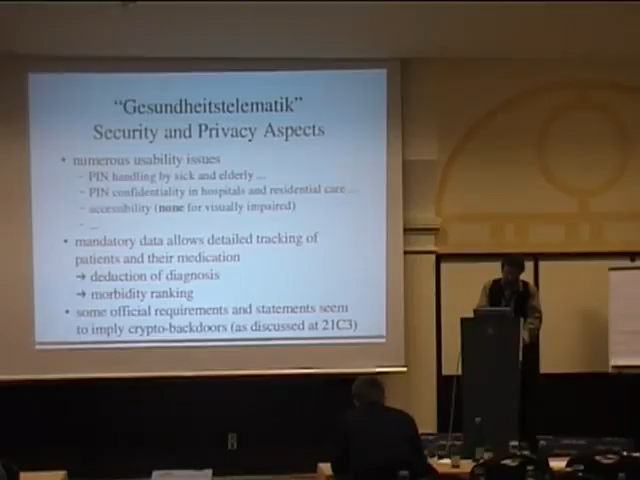 “Gesundheitstelematik”
Security and Privacy Aspects
• numerous usability issues
– PIN handling by sick and elderly ...
– PIN confidentiality in hospitals and residential care ...
– accessibility (none for visually impaired)
– ...
• mandatory data allows detailed tracking of
patients and their medication
➔ deduction of diagnosis
➔ morbidity ranking
• some official requirements and statements seem
to imply crypto-backdoors (as discussed at 21C3)